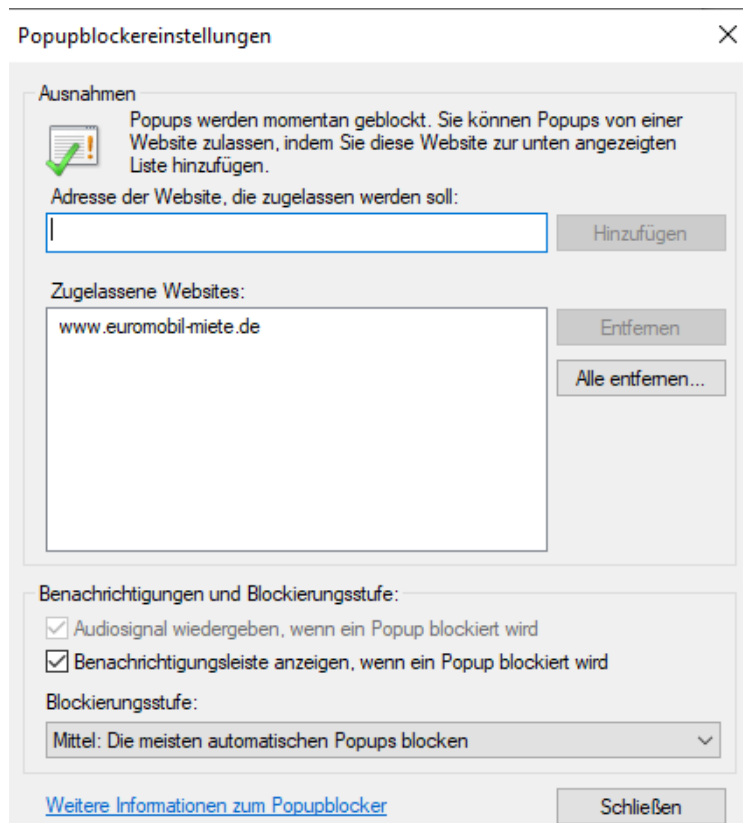 Popupblockereinstellungen
Ausnahmen
Popups werden momentan geblockt. Sie können Popups von einer
Website zulassen, indem Sie diese Website zur unten angezeigten
Liste hinzufügen.
Adresse der Website, die zugelassen werden soll:
Hinzufügen
Zugelassene Websites:
www.euromobil-miete.de
Entfernen
Alle entfernen...
Benachrichtigungen und Blockierungsstufe:
Audiosignal wiedergeben, wenn ein Popup blockiert wird
Benachrichtigungsleiste anzeigen, wenn ein Popup blockiert wird
Blockierungsstufe:
Mittel: Die meisten automatischen Popups blocken
Weitere Informationen zum Popupblocker
Schließen